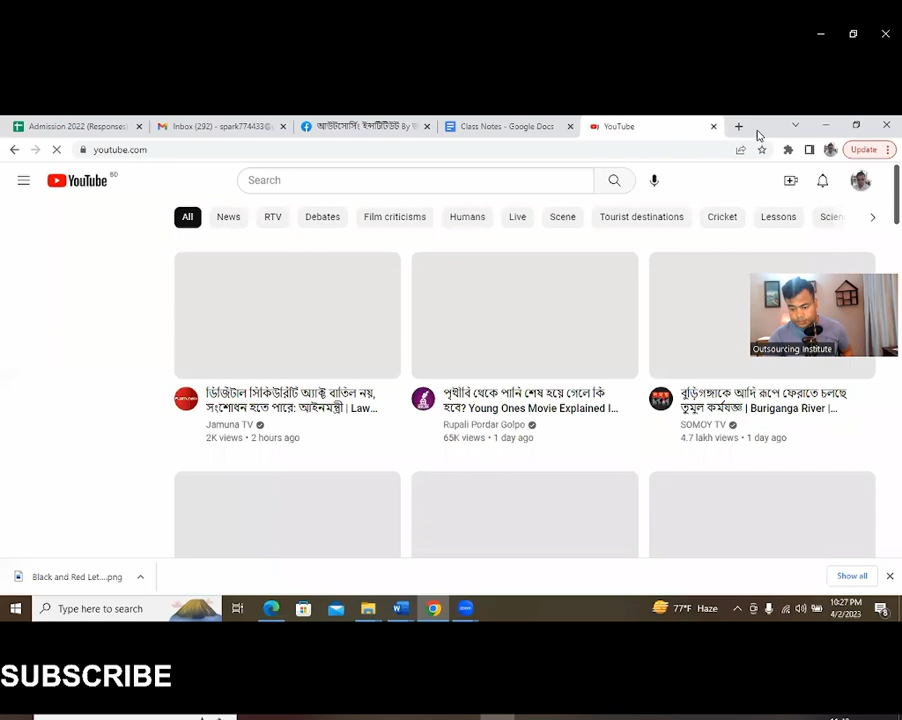 Admission 2022 (Responses)
Inbox (292) - spark774433@
আউটসোর্সিং ইন্সটিটিউট By
Class Notes - Google Docs
YouTube
youtube.com
Update
YouTube BD
Search
All
News
RTV
Debates
Film criticisms
Humans
Live
Scene
Tourist destinations
Cricket
Lessons
Scien
Outsourcing Institute
ডিজিটাল সিকিউরিটি অ্যাক্ট বাতিল নয়,
সংশোধন হতে পারে: আইনমন্ত্রী | Law...
Jamuna TV
2K views • 2 hours ago
পৃথিবী থেকে পানি শেষ হয়ে গেলে কি
হবে? Young Ones Movie Explained I...
Rupali Pordar Golpo
65K views • 1 day ago
বুড়িগঙ্গাকে আদি রূপে ফেরাতে চলছে
তুমুল কর্মযজ্ঞ | Buriganga River |...
SOMOY TV
4.7 lakh views • 1 day ago
Black and Red Let....png
Show all
Type here to search
77°F Haze
10:27 PM
4/2/2023
8
SUBSCRIBE